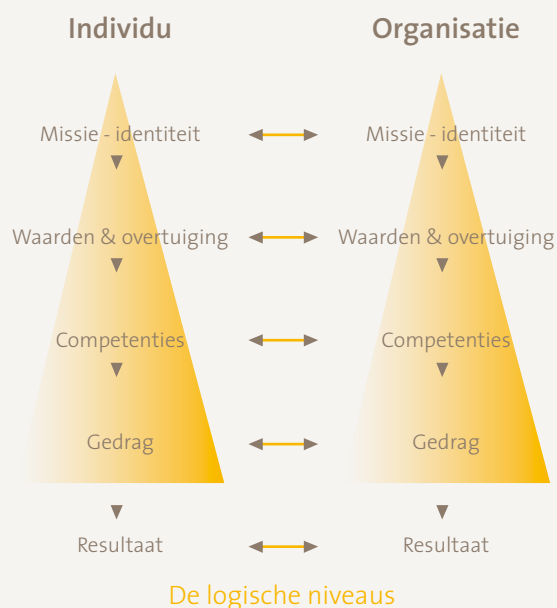 Individu Organisatie
Missie - identiteit Missie - identiteit
Waarden & overtuiging Waarden & overtuiging
Competenties Competenties
Gedrag Gedrag
Resultaat Resultaat
De logische niveaus